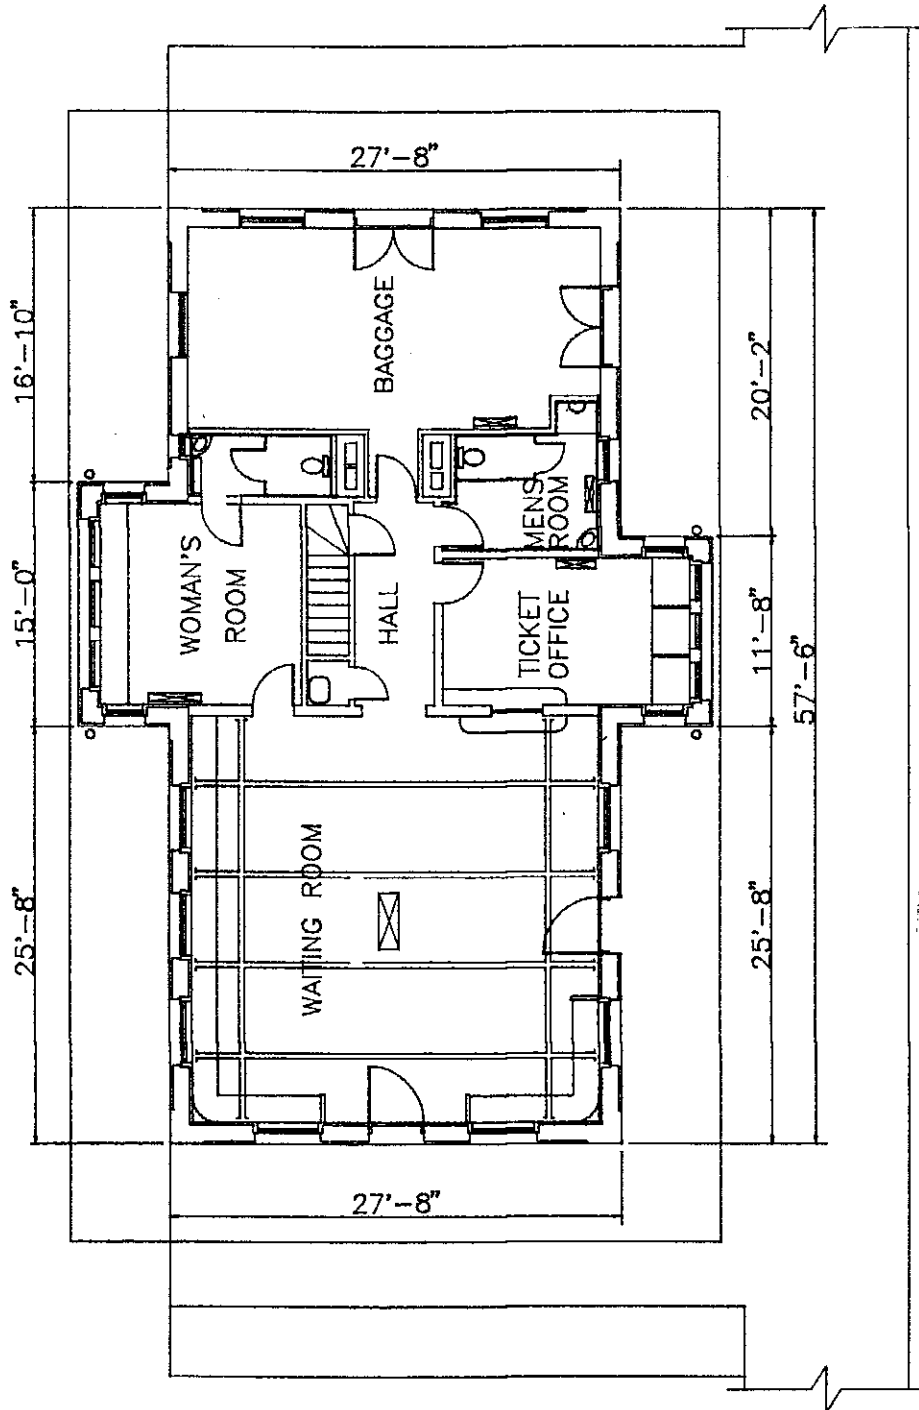 27'-8"
16'-10"
15'-0"
25'-8"
BAGGAGE
20'-2"
11'-8"
25'-8"
57'-6"
WOMAN'S
ROOM
HALL
MENS
ROOM
TICKET
OFFICE
WAITING ROOM
27'-8"